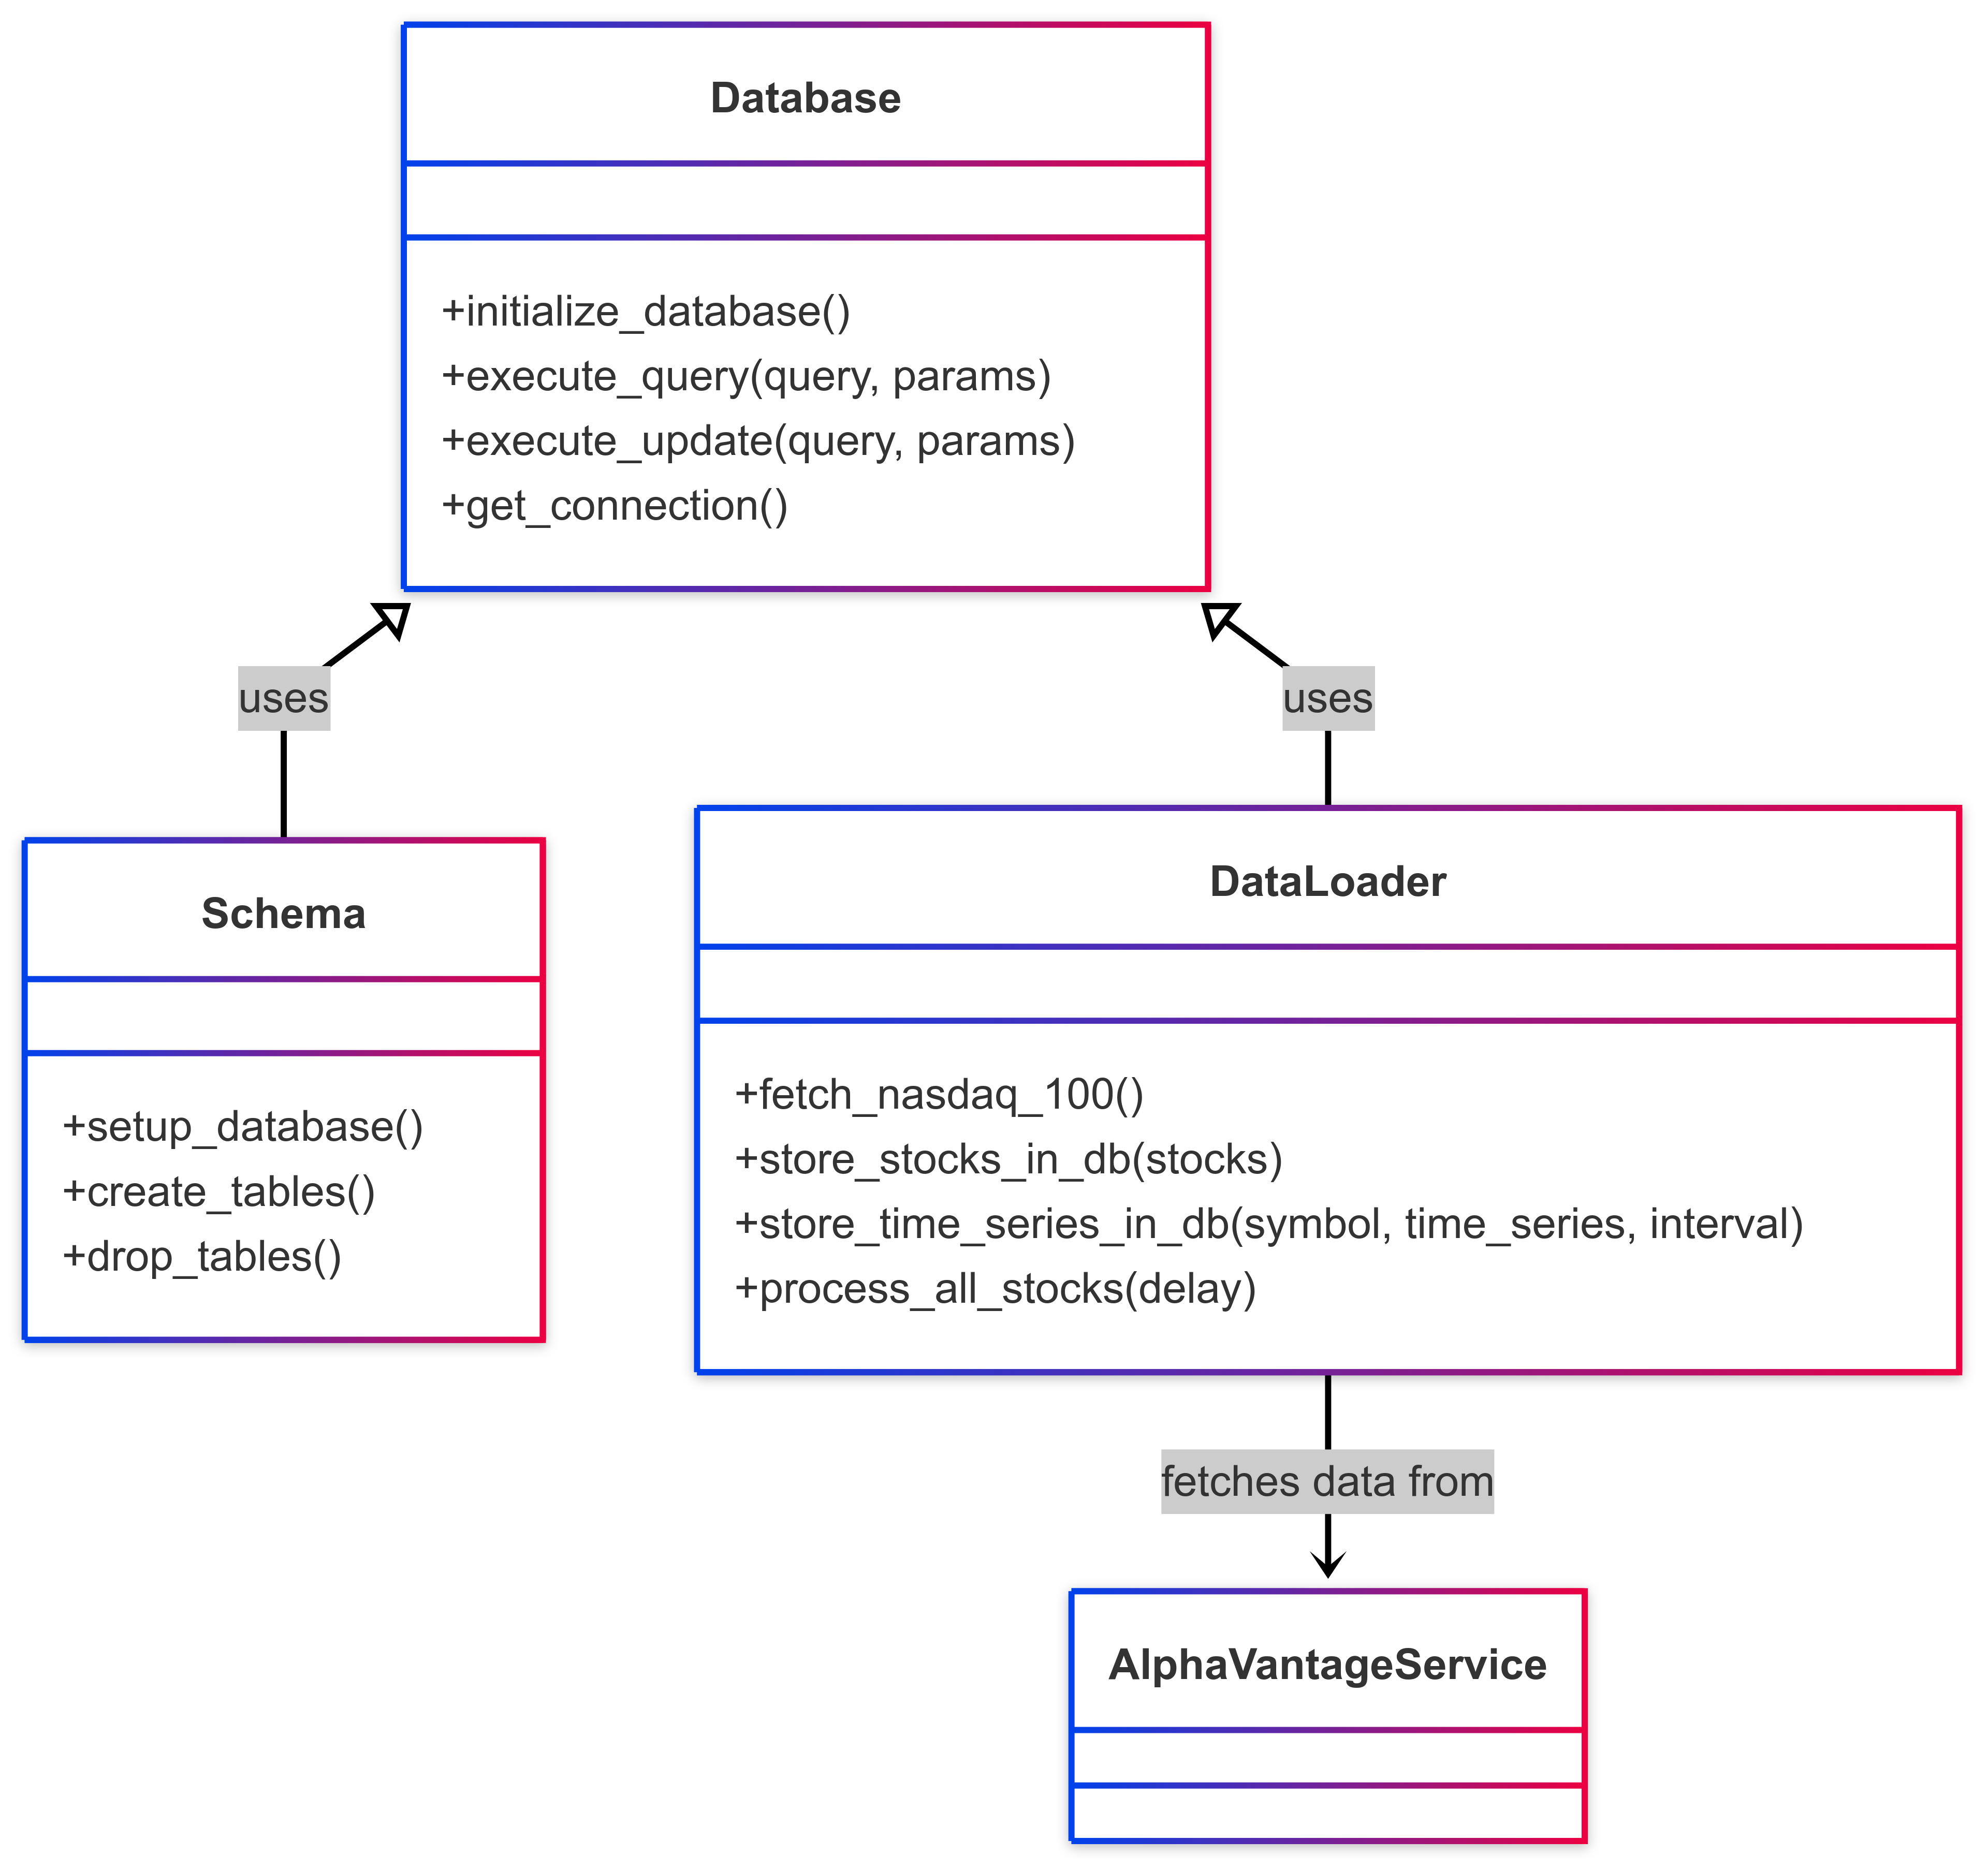 Database
+initialize_database()
+execute_query(query, params)
+execute_update(query, params)
+get_connection()
uses
uses
Schema
+setup_database()
+create_tables()
+drop_tables()
DataLoader
+fetch_nasdaq_100()
+store_stocks_in_db(stocks)
+store_time_series_in_db(symbol, time_series, interval)
+process_all_stocks(delay)
fetches data from
AlphaVantageService